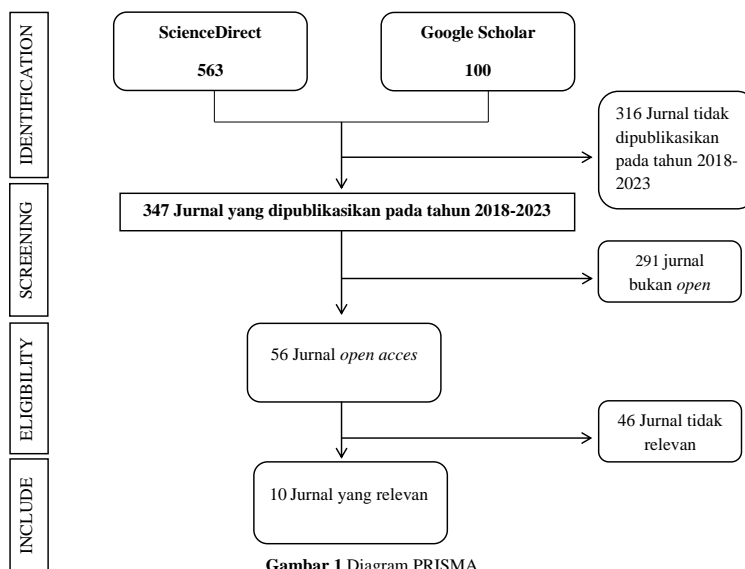 IDENTIFICATION
ScienceDirect
563
Google Scholar
100
316 Jurnal tidak
dipublikasikan
pada tahun 2018-
2023
SCREENING
347 Jurnal yang dipublikasikan pada tahun 2018-2023
291 jurnal
bukan open
ELIGIBILITY
56 Jurnal open acces
46 Jurnal tidak
relevan
INCLUDE
10 Jurnal yang relevan
Gambar 1 Diagram PRISMA